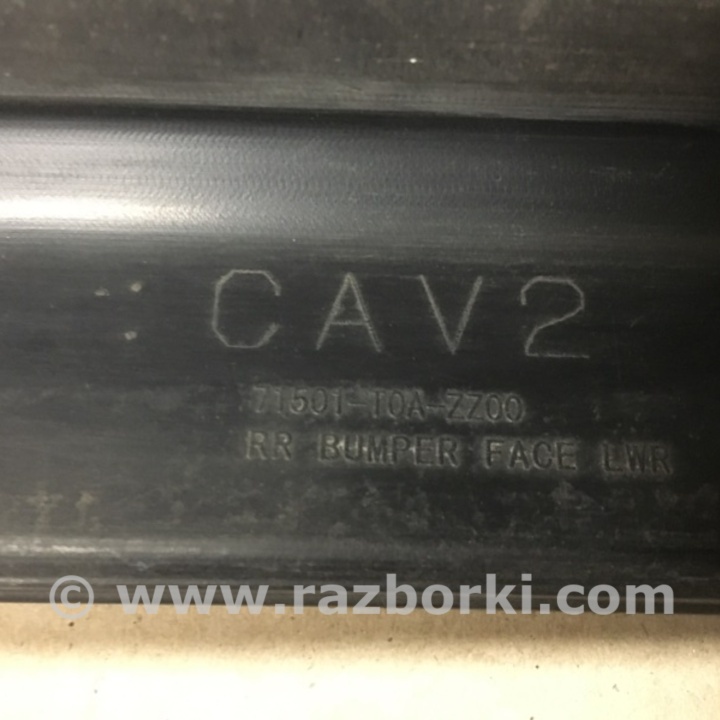 CAV2
71501-T0A-ZZ00
RR BUMPER FACE LWR
© www.razborki.com